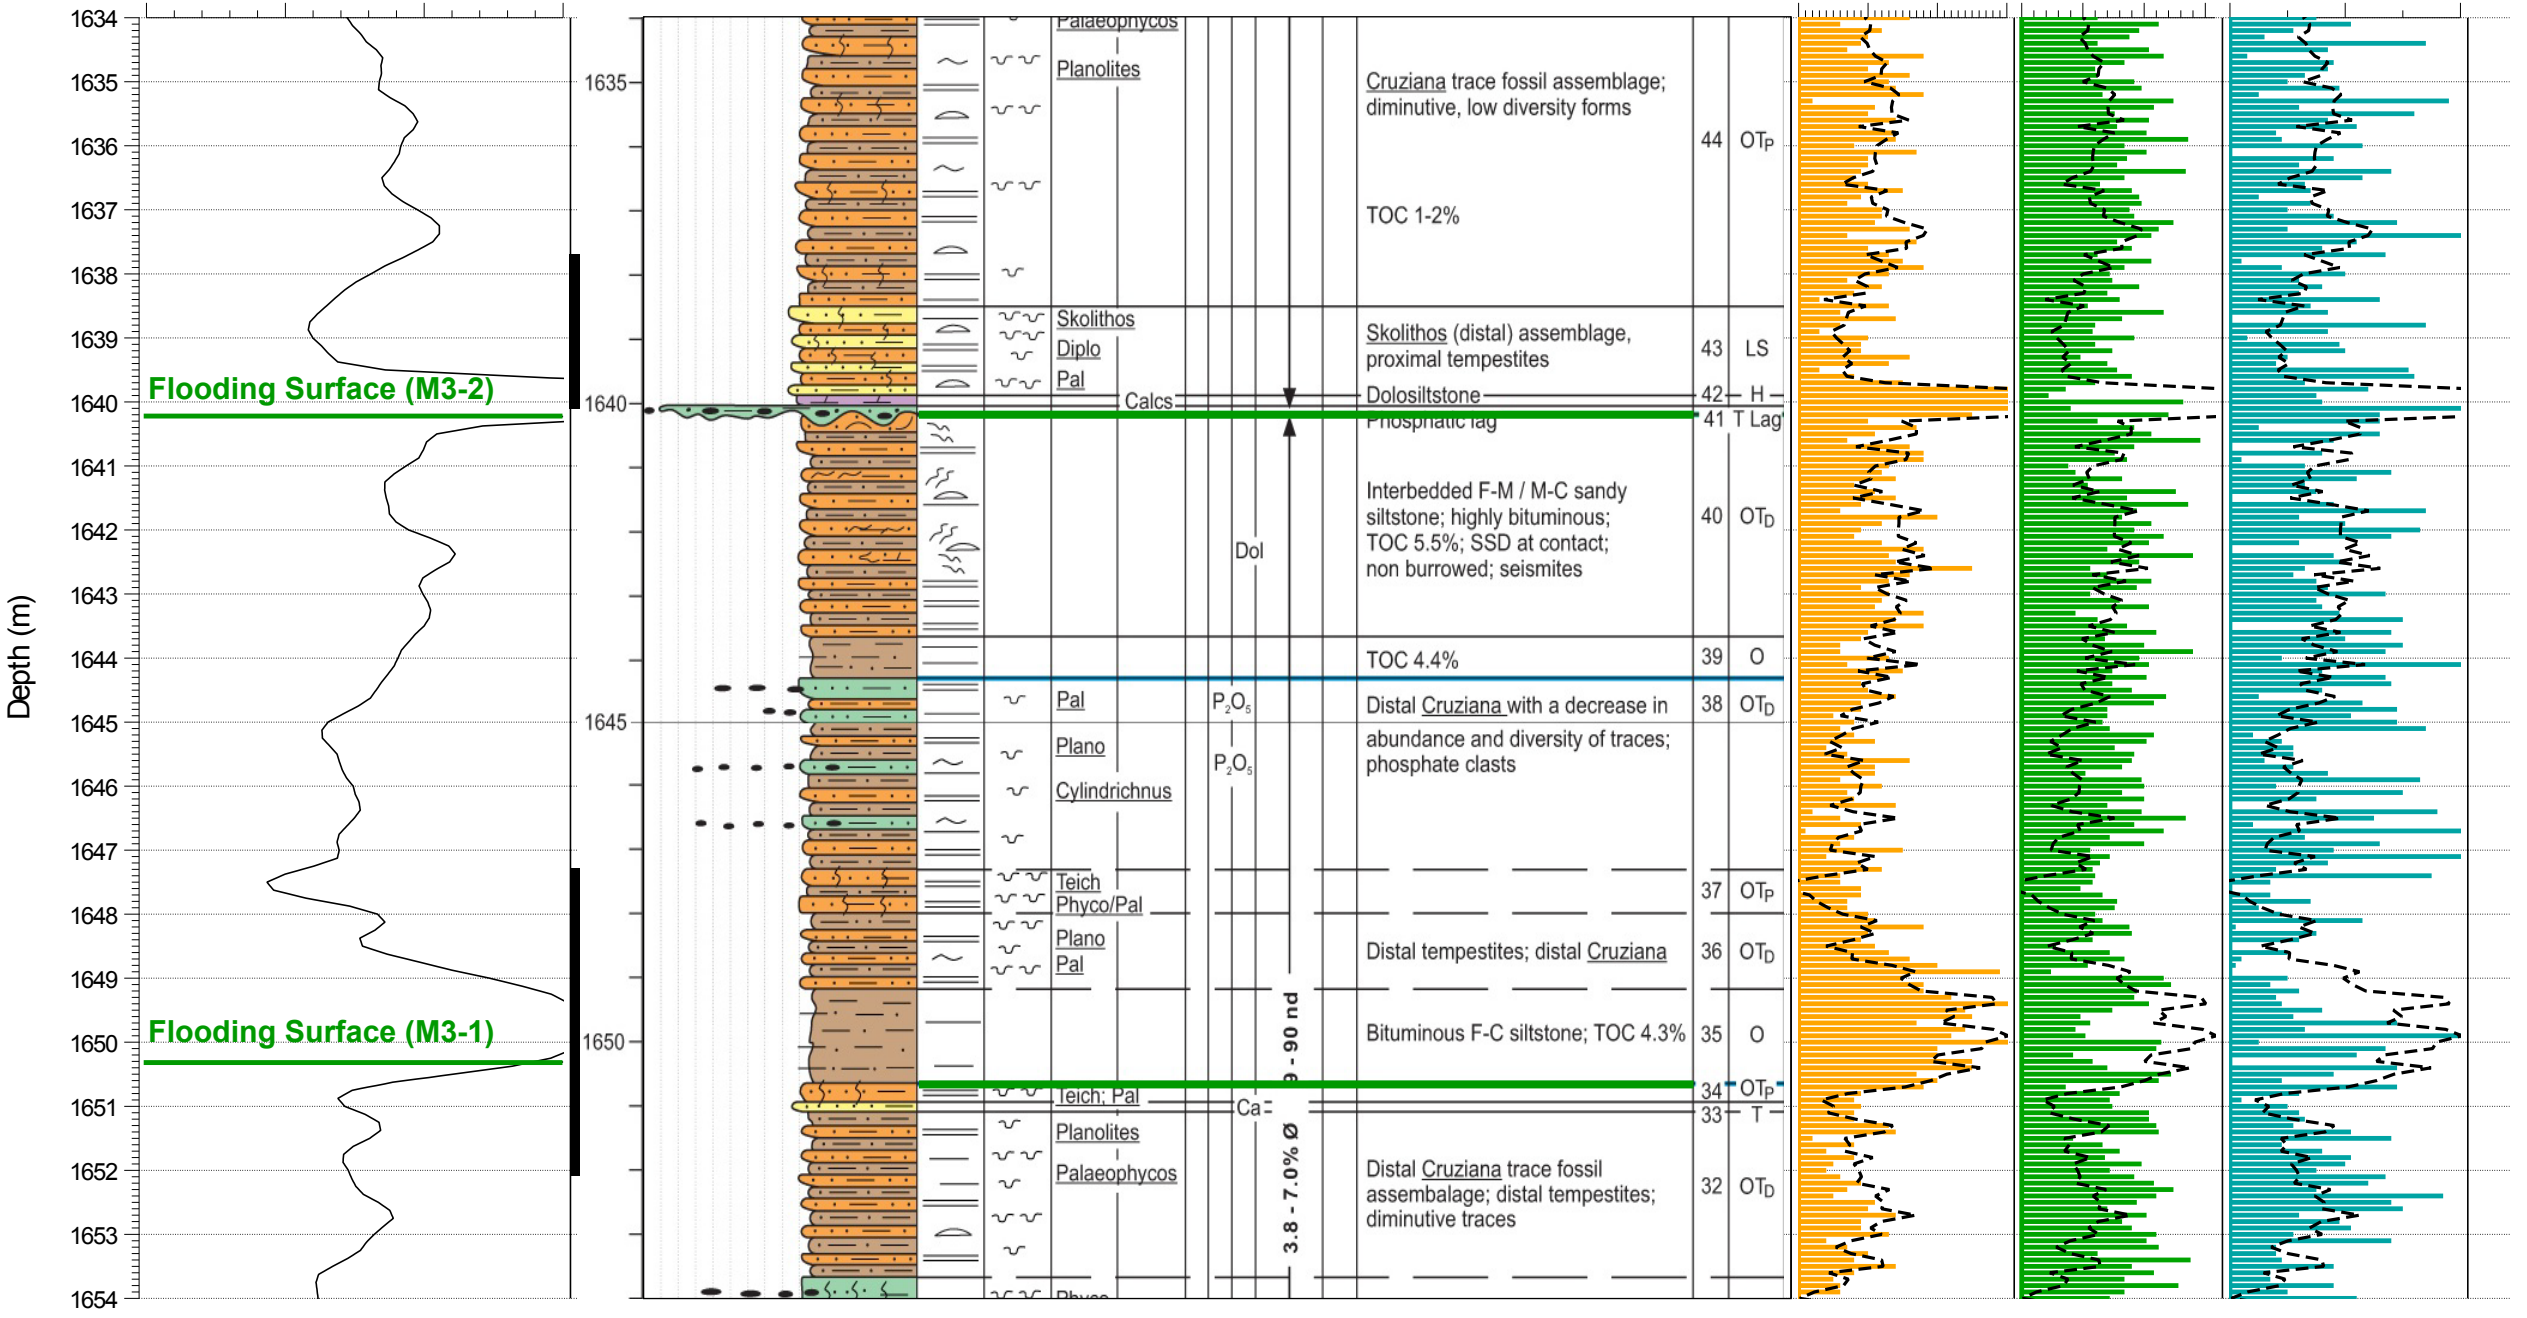 Depth (m)
1634
1635
1636
1637
1638
1639
Flooding Surface (M3-2)
1640
1641
1642
1643
1644
1645
1646
1647
1648
1649
Flooding Surface (M3-1)
1650
1651
1652
1653
1654
1635
1640
1645
1650
Palaeophycos
Planolites
Skolithos
Diplo
Pal
Calcs
Pal
Plano
Cylindrichnus
Teich
Phyco/Pal
Plano
Pal
Teich; Pal
Planolites
Palaeophycos
Phyco
Dol
P2O5
P2O5
Ca
9 - 90 nd
3.8 - 7.0% Ø
Cruziana trace fossil assemblage;
diminutive, low diversity forms
TOC 1-2%
Skolithos (distal) assemblage,
proximal tempestites
Dolosiltstone
Phosphatic lag
Interbedded F-M / M-C sandy
siltstone; highly bituminous;
TOC 5.5%; SSD at contact;
non burrowed; seismites
TOC 4.4%
Distal Cruziana with a decrease in
abundance and diversity of traces;
phosphate clasts
Distal tempestites; distal Cruziana
Bituminous F-C siltstone; TOC 4.3%
Distal Cruziana trace fossil
assembalage; distal tempestites;
diminutive traces
44 OTP
43 LS
42 H
41 T Lag
40 OTD
39 O
38 OTD
37 OTP
36 OTD
35 O
34 OTP
33 T
32 OTD